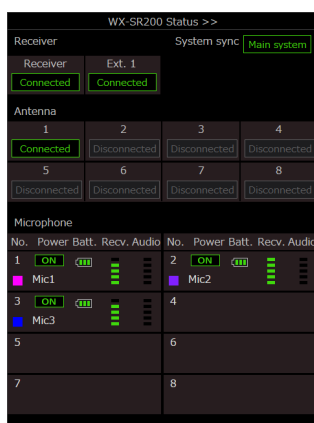 WX-SR200 Status >>
Receiver System sync Main system
Receiver Ext. 1
Connected Connected
Antenna
1 2 3 4
Connected Disconnected Disconnected Disconnected
5 6 7 8
Disconnected Disconnected Disconnected Disconnected
Microphone
No. Power Batt. Recv. Audio No. Power Batt. Recv. Audio
1 ON 2 ON
Mic1 Mic2
3 ON 4
Mic3
5 6
7 8